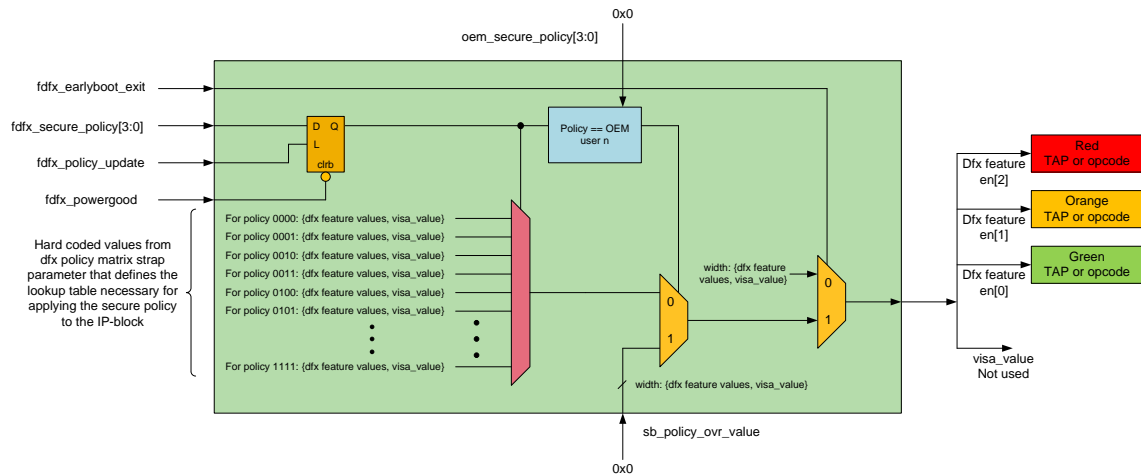 0x0
oem_secure_policy[3:0]
fdfx_earlyboot_exit
fdfx_secure_policy[3:0]
fdfx_policy_update
fdfx_powergood
D Q
L
clrb
Policy == OEM
user n
Hard coded values from
dfx policy matrix strap
parameter that defines the
lookup table necessary for
applying the secure policy
to the IP-block
For policy 0000: {dfx feature values, visa_value}
For policy 0001: {dfx feature values, visa_value}
For policy 0010: {dfx feature values, visa_value}
For policy 0011: {dfx feature values, visa_value}
For policy 0100: {dfx feature values, visa_value}
For policy 0101: {dfx feature values, visa_value}
For policy 1111: {dfx feature values, visa_value}
0
1
width: {dfx feature values, visa_value}
sb_policy_ovr_value
0x0
width: {dfx feature
values, visa_value}
0
1
Dfx feature
en[2]
Red
TAP or opcode
Dfx feature
en[1]
Orange
TAP or opcode
Dfx feature
en[0]
Green
TAP or opcode
visa_value
Not used